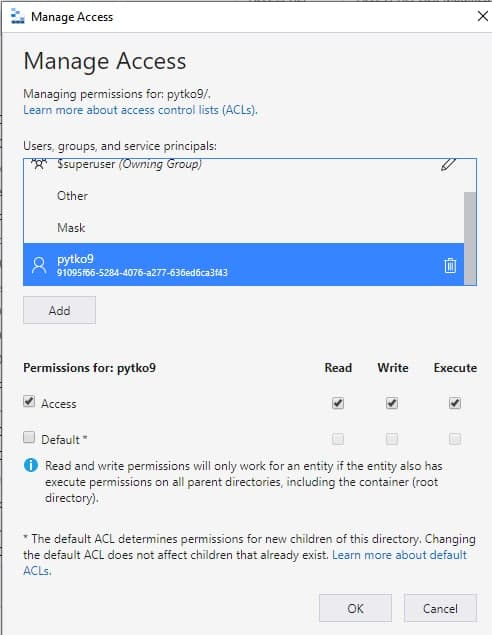 Manage Access
Manage Access
Managing permissions for: pytko9/.
Learn more about access control lists (ACLs).
Users, groups, and service principals:
$superuser (Owning Group)
Other
Mask
pytko9
91095f66-5284-4076-a277-636ed6ca3f43
Add
Permissions for: pytko9 Read Write Execute
Access
Default *
Read and write permissions will only work for an entity if the entity also has
execute permissions on all parent directories, including the container (root
directory).
* The default ACL determines permissions for new children of this directory. Changing
the default ACL does not affect children that already exist. Learn more about default
ACLs.
OK Cancel